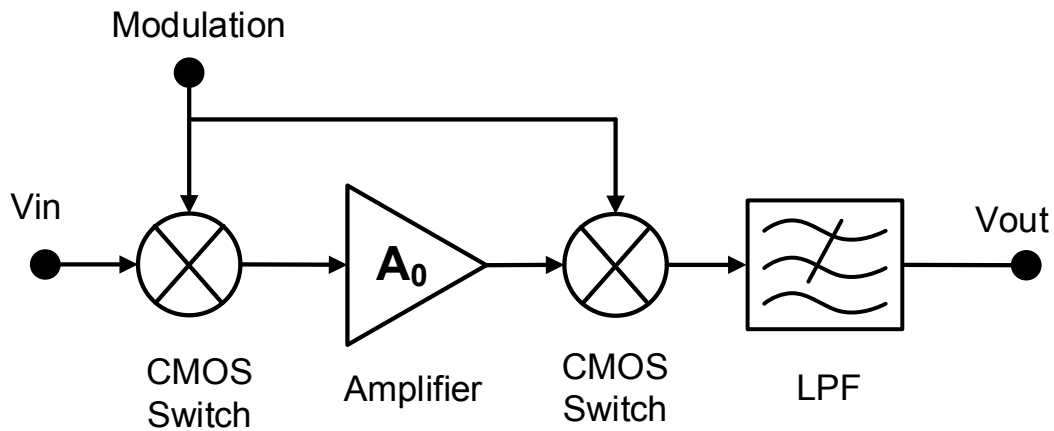 Modulation
Vin
A0
Vout
CMOS
Switch
Amplifier
CMOS
Switch
LPF